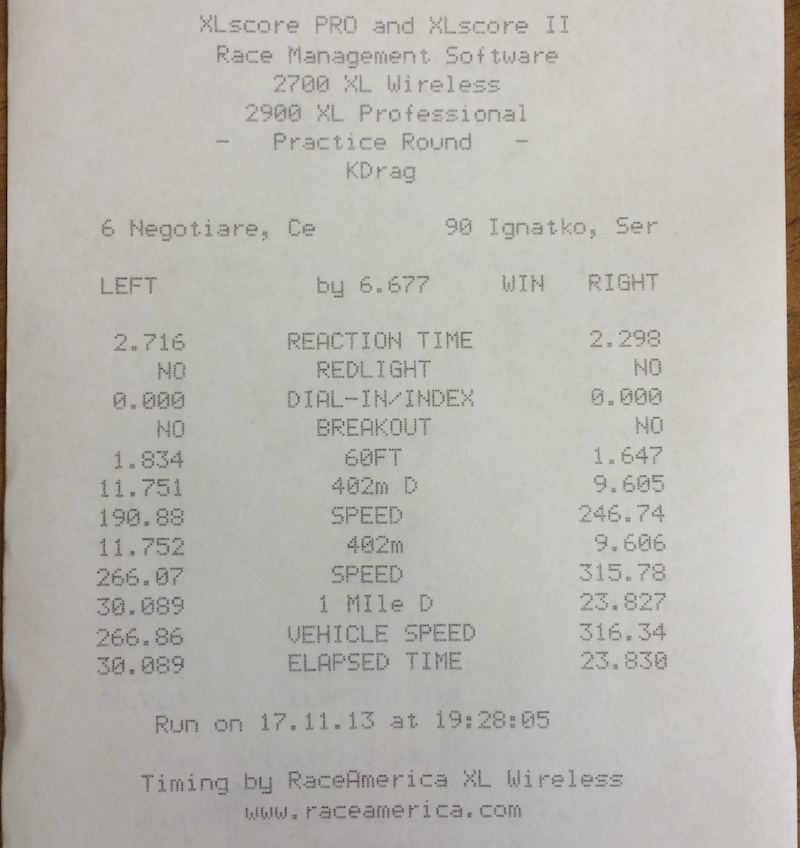 XLscore PRO and XLscore II
Race Management Software
2700 XL Wireless
2900 XL Professional
- Practice Round -
KDrag
6 Negotiare, Ce 90 Ignatko, Ser
LEFT by 6.677 WIN RIGHT
2.716 REACTION TIME 2.298
NO REDLIGHT NO
0.000 DIAL-IN/INDEX 0.000
NO BREAKOUT NO
1.834 60FT 1.647
11.751 402m D 9.605
190.88 SPEED 246.74
11.752 402m 9.606
266.07 SPEED 315.78
30.089 1 MIle D 23.827
266.86 VEHICLE SPEED 316.34
30.089 ELAPSED TIME 23.830
Run on 17.11.13 at 19:28:05
Timing by RaceAmerica XL Wireless
www.raceamerica.com